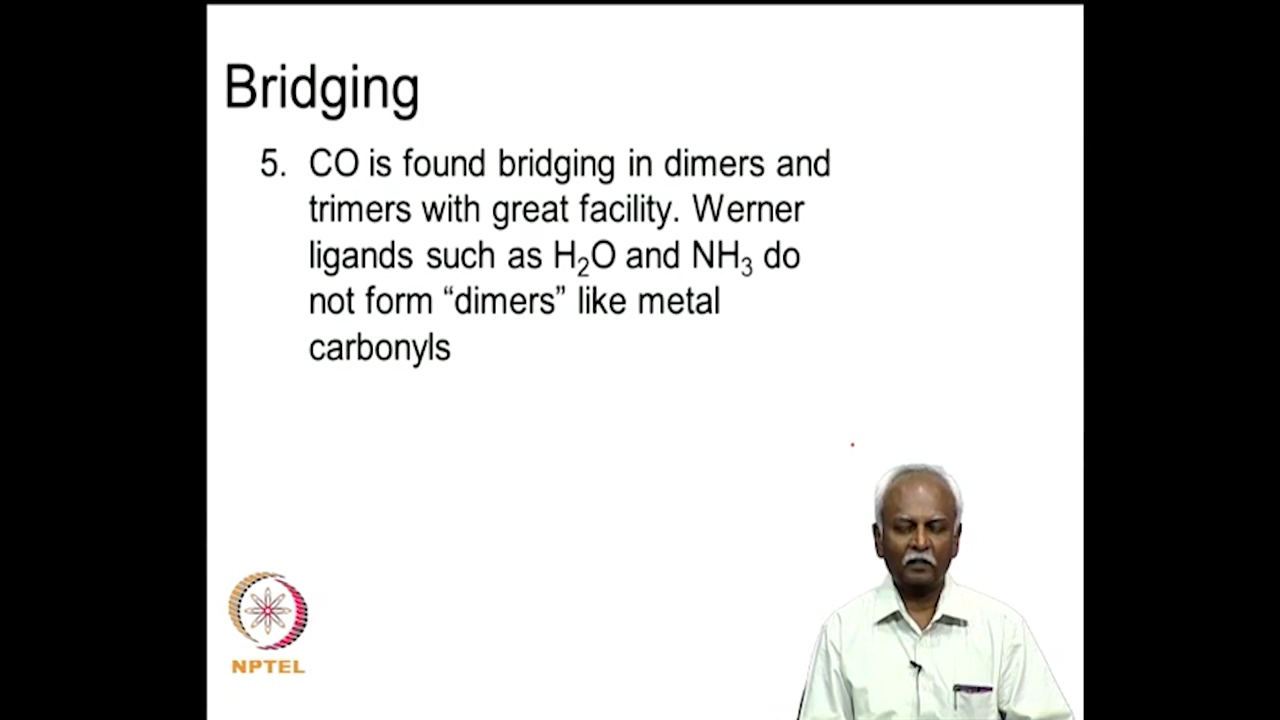 Bridging
5. CO is found bridging in dimers and
trimers with great facility. Werner
ligands such as H₂O and NH₃ do
not form “dimers” like metal
carbonyls
NPTEL